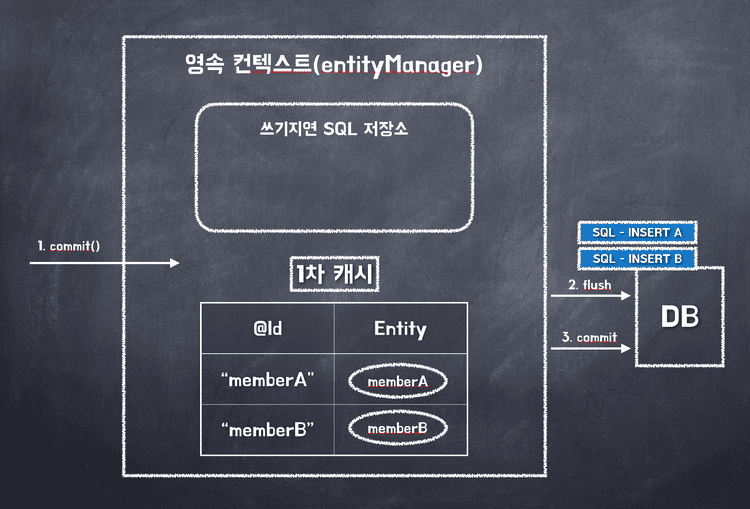 영속 컨텍스트(entityManager)
쓰기지연 SQL 저장소
1. commit()
SQL - INSERT A
SQL - INSERT B
1차 캐시
2. flush
DB
@Id Entity
3. commit
“memberA" memberA
“memberB” memberB